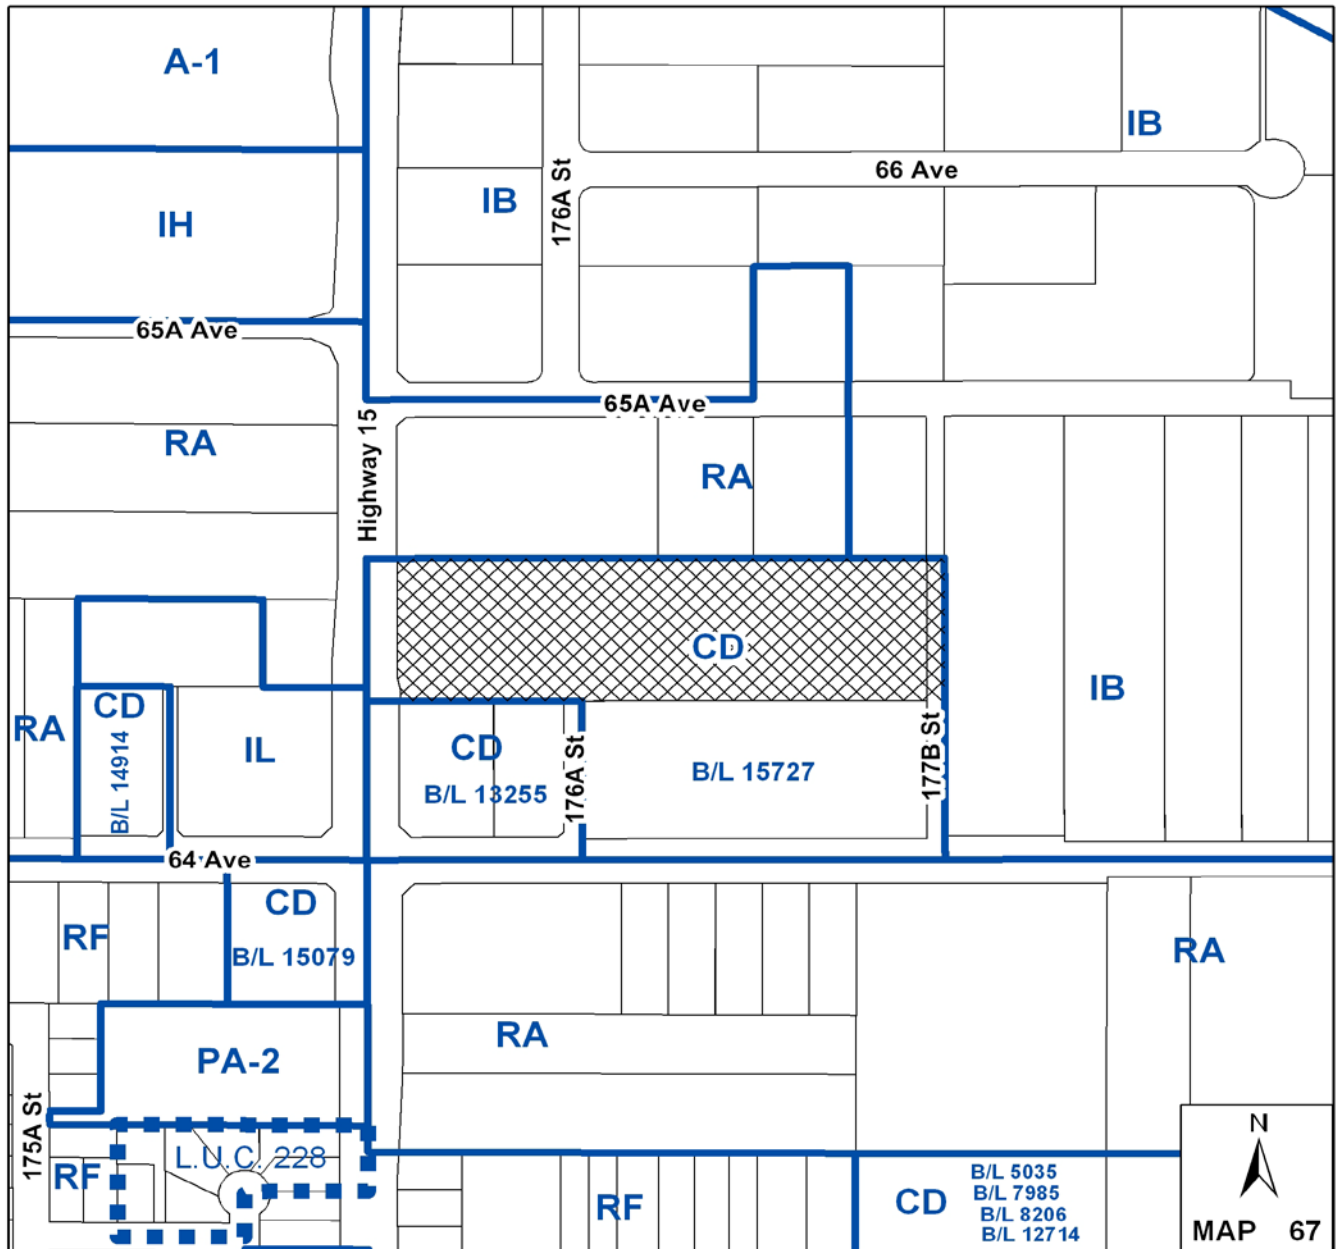 A-1
IB
66 Ave
176A St
IB
IH
65A Ave
65A Ave
Highway 15
RA
RA
CD
IB
CD
RA
B/L 14914
IL
CD
B/L 13255
176A St
B/L 15727
177B St
64 Ave
CD
RF
B/L 15079
RA
RA
PA-2
175A St
L.U.C. 228
RF
RF
CD
B/L 5035
B/L 7985
B/L 8206
B/L 12714
N
MAP 67